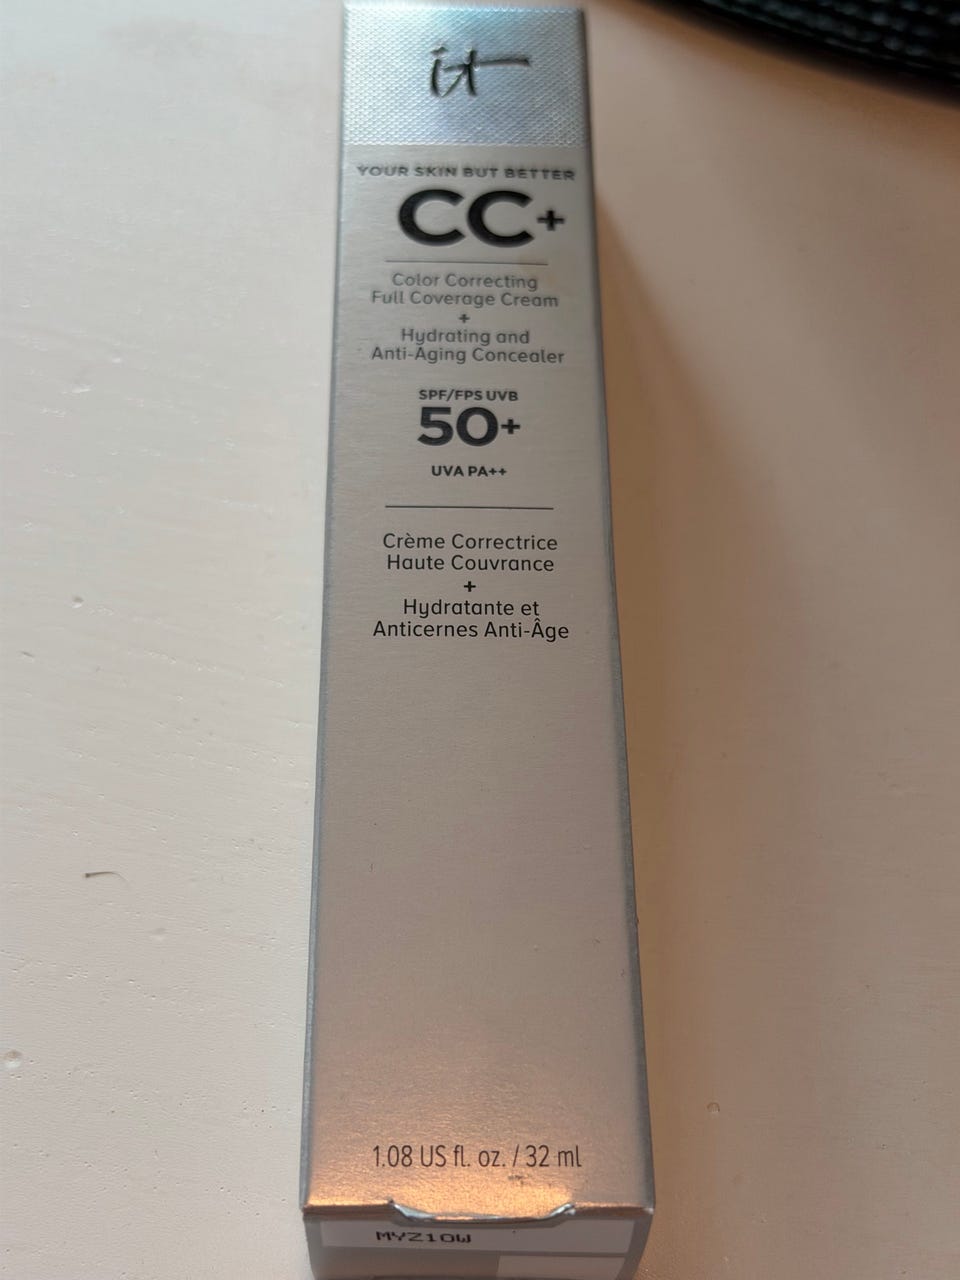 it
YOUR SKIN BUT BETTER
CC+
Color Correcting
Full Coverage Cream
+
Hydrating and
Anti-Aging Concealer
SPF/FPS UVB
50+
UVA PA++
Crème Correctrice
Haute Couvrance
+
Hydratante et
Anticernes Anti-Âge
1.08 US fl. oz. / 32 ml
MYZ10W